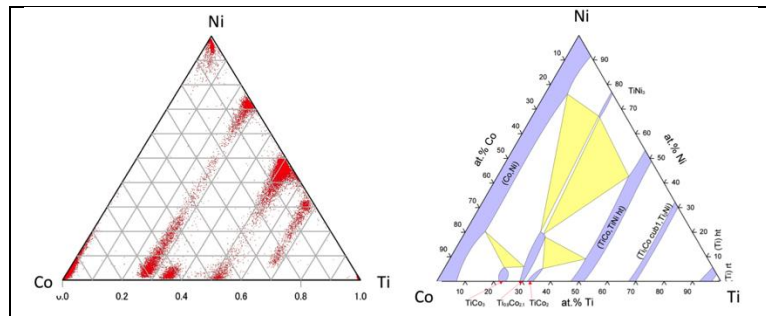 Ni
Co
Ti
0.0
0.2
0.4
0.6
0.8
1.0
Ni
10
20
30
40
50
60
70
80
90
at.% Co
90
80
70
60
50
40
30
20
10
at.% Ni
TiNi₃
(Co,Ni)
(TiCo,TiNi ht)
(Ti₂Co cub1,Ti₂Ni)
(Ti) ht
(Ti) rt
Co
Ti
10
20
30
40
50
60
70
80
90
at.% Ti
TiCo₃
TiCo₂